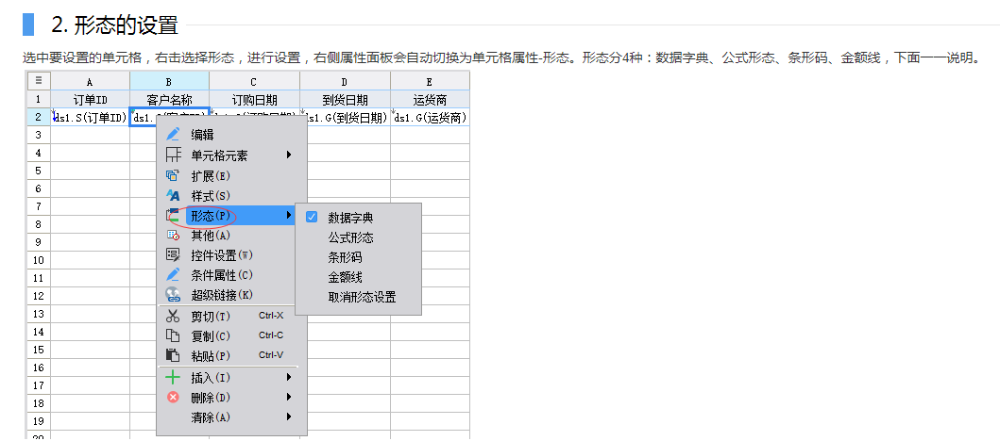 2. 形态的设置
选中要设置的单元格，右击选择形态，进行设置，右侧属性面板会自动切换为单元格属性-形态。形态分4种：数据字典、公式形态、条形码、金额线，下面一一说明。
A B C D E
1 订单ID 客户名称 订购日期 到货日期 运货商
2 ds1.S(订单ID) ds1. ds1.G(到货日期) ds1.G(运货商)
3
4
5
6
7
8
9
10
11
12
13
14
15
16
17
18
19
20
编辑
单元格元素
扩展(E)
样式(S)
形态(P)
其他(A)
控件设置(W)
条件属性(C)
超级链接(K)
剪切(T) Ctrl-X
复制(C) Ctrl-C
粘贴(P) Ctrl-V
插入(I)
删除(D)
清除(A)
数据字典
公式形态
条形码
金额线
取消形态设置